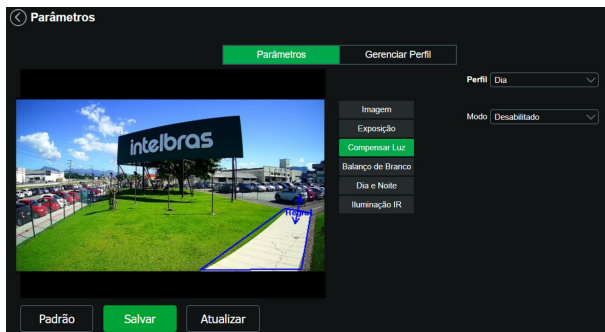 Parâmetros
Parâmetros Gerenciar Perfil
Perfil Dia
Modo Desabilitado
Imagem
Exposição
Compensar Luz
Balanço de Branco
Dia e Noite
Iluminação IR
intelbras
Padrão Salvar Atualizar